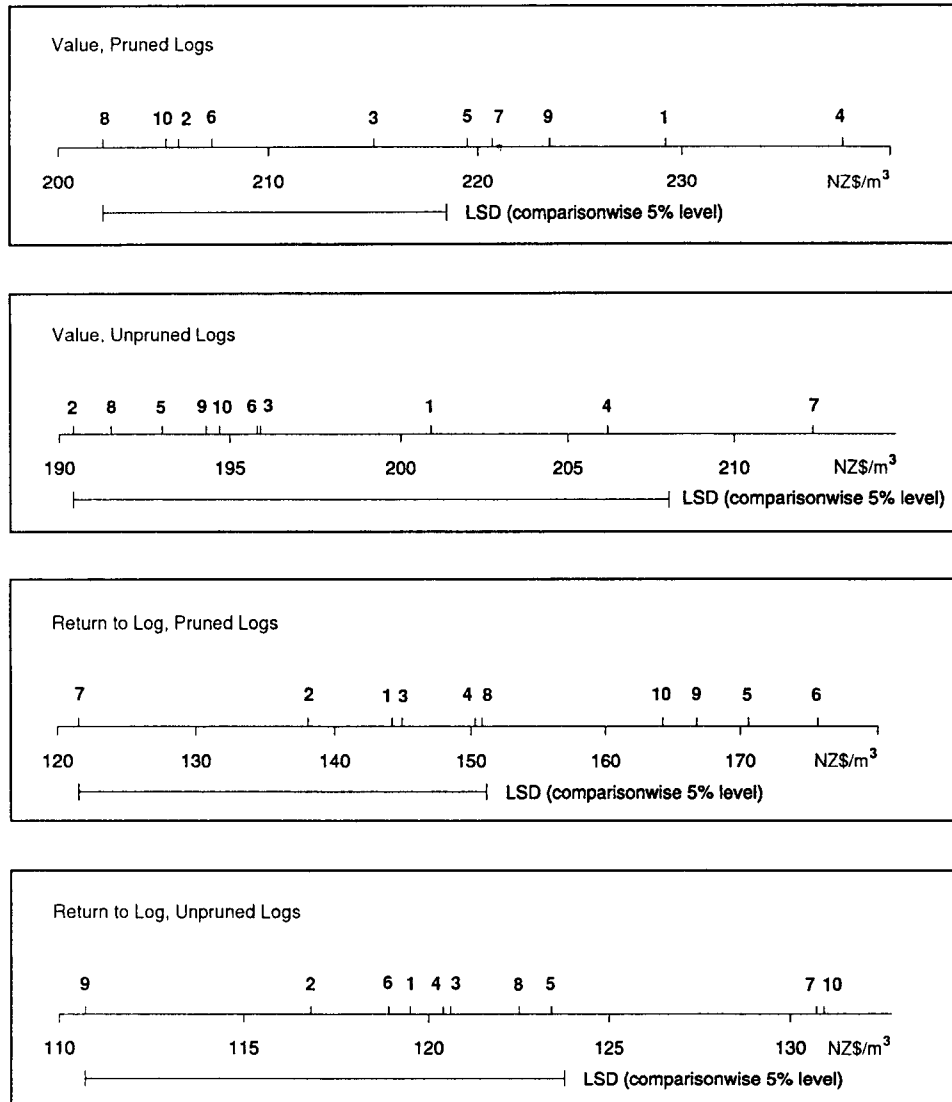 Value, Pruned Logs
8 10 2 6 3 5 7 9 1 4
200 210 220 230 NZ$/m³
LSD (comparisonwise 5% level)
Value, Unpruned Logs
2 8 5 9 10 6 3 1 4 7
190 195 200 205 210 NZ$/m³
LSD (comparisonwise 5% level)
Return to Log, Pruned Logs
7 2 1 3 4 8 10 9 5 6
120 130 140 150 160 170 NZ$/m³
LSD (comparisonwise 5% level)
Return to Log, Unpruned Logs
9 2 6 1 4 3 8 5 7 10
110 115 120 125 130 NZ$/m³
LSD (comparisonwise 5% level)